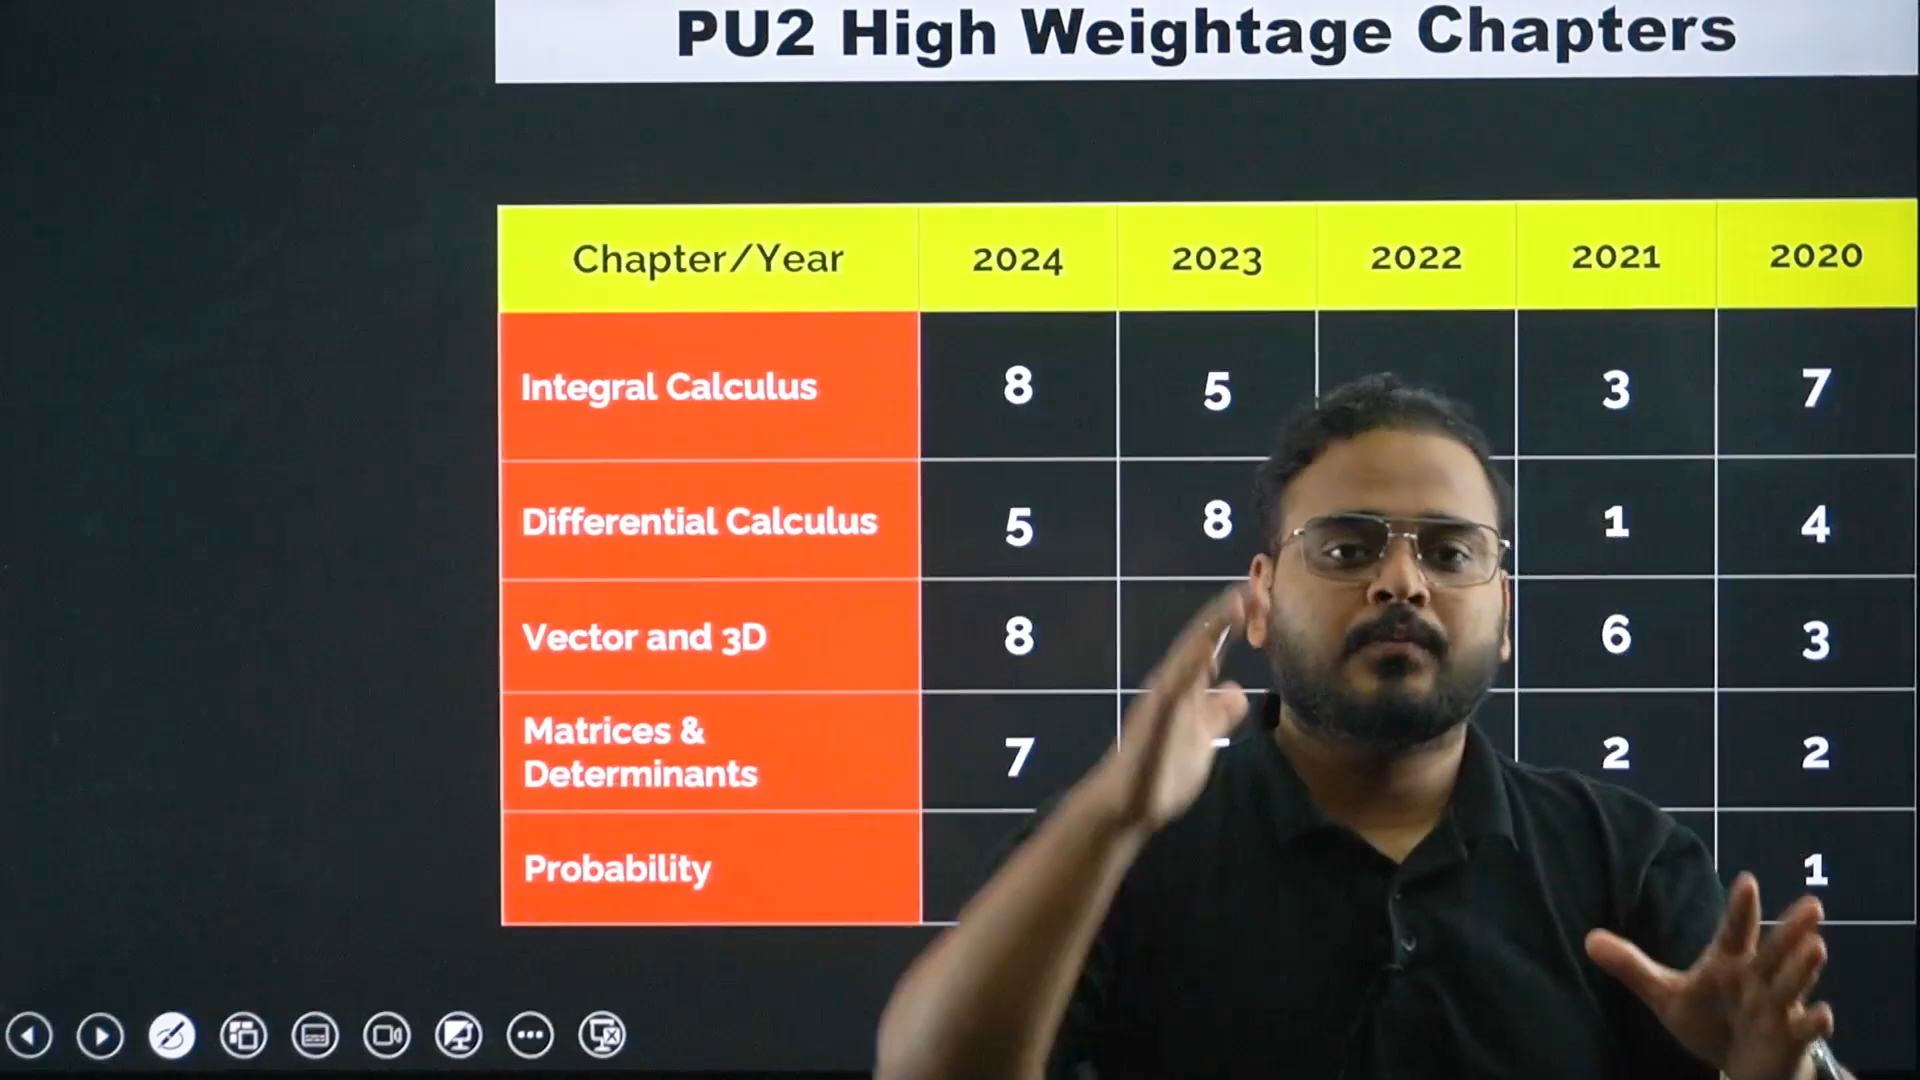 PU2 High Weightage Chapters
Chapter/Year 2024 2023 2022 2021 2020
Integral Calculus 8 5 3 7
Differential Calculus 5 8 1 4
Vector and 3D 8 6 3
Matrices &
Determinants 7 2 2
Probability 1